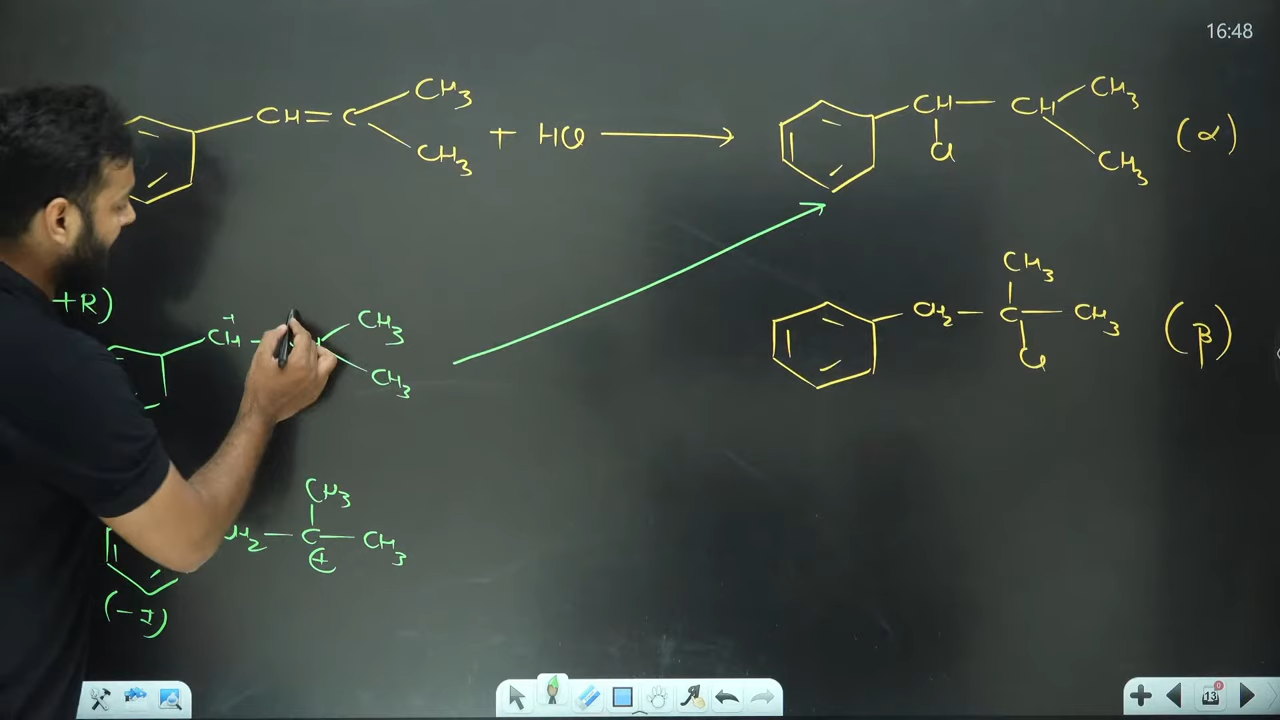 16:48
CH=C CH3 CH3 + HCl → CH — CH CH3 CH3 Cl (α)
CH3
CH2 — C — CH3 Cl (β)
+R)
CH + — CH3 CH3
CH3
H2 — C — CH3
+
(-I)
13